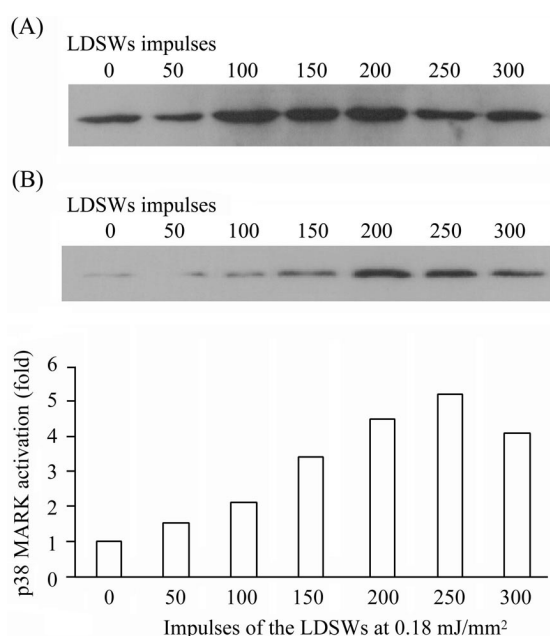 (A)
LDSWs impulses
0 50 100 150 200 250 300
(B)
LDSWs impulses
0 50 100 150 200 250 300
p38 MARK activation (fold)
6
5
4
3
2
1
0
0 50 100 150 200 250 300
Impulses of the LDSWs at 0.18 mJ/mm²